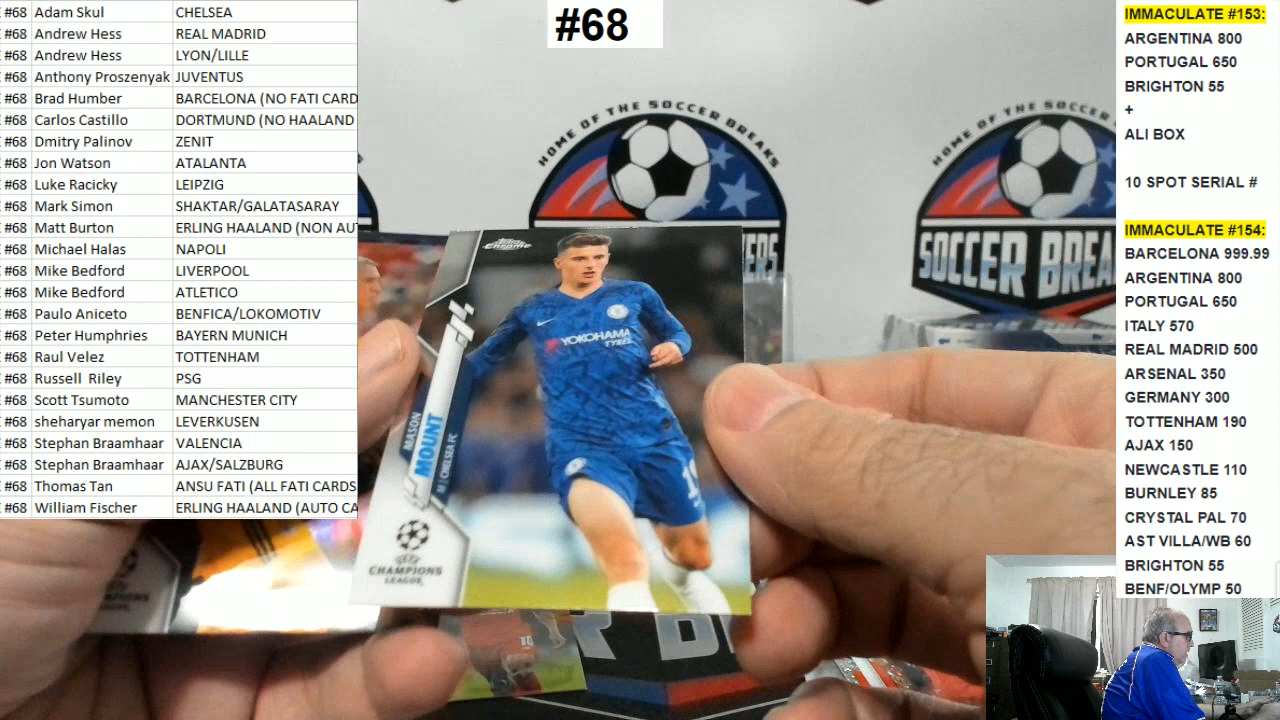 #68 Adam Skul CHELSEA
#68 Andrew Hess REAL MADRID
#68 Andrew Hess LYON/LILLE
#68 Anthony Proszenyak JUVENTUS
#68 Brad Humber BARCELONA (NO FATI CARD
#68 Carlos Castillo DORTMUND (NO HAALAND
#68 Dmitry Palinov ZENIT
#68 Jon Watson ATALANTA
#68 Luke Racicky LEIPZIG
#68 Mark Simon SHAKTAR/GALATASARAY
#68 Matt Burton ERLING HAALAND (NON AUT
#68 Michael Halas NAPOLI
#68 Mike Bedford LIVERPOOL
#68 Mike Bedford ATLETICO
#68 Paulo Aniceto BENFICA/LOKOMOTIV
#68 Peter Humphries BAYERN MUNICH
#68 Raul Velez TOTTENHAM
#68 Russell Riley PSG
#68 Scott Tsumoto MANCHESTER CITY
#68 sheharyar memon LEVERKUSEN
#68 Stephan Braamhaar VALENCIA
#68 Stephan Braamhaar AJAX/SALZBURG
#68 Thomas Tan ANSU FATI (ALL FATI CARDS
#68 William Fischer ERLING HAALAND (AUTO CA
#68
HOME OF THE SOCCER BREAKS
HOME OF THE SOCCER BREAKS
SOCCER BREA
Topps Chrome
YOKOHAMA
TYRES
MASON
MOUNT
M | CHELSEA FC
UEFA
CHAMPIONS
LEAGUE
IMMACULATE #153:
ARGENTINA 800
PORTUGAL 650
BRIGHTON 55
+
ALI BOX
10 SPOT SERIAL #
IMMACULATE #154:
BARCELONA 999.99
ARGENTINA 800
PORTUGAL 650
ITALY 570
REAL MADRID 500
ARSENAL 350
GERMANY 300
TOTTENHAM 190
AJAX 150
NEWCASTLE 110
BURNLEY 85
CRYSTAL PAL 70
AST VILLA/WB 60
BRIGHTON 55
BENF/OLYMP 50